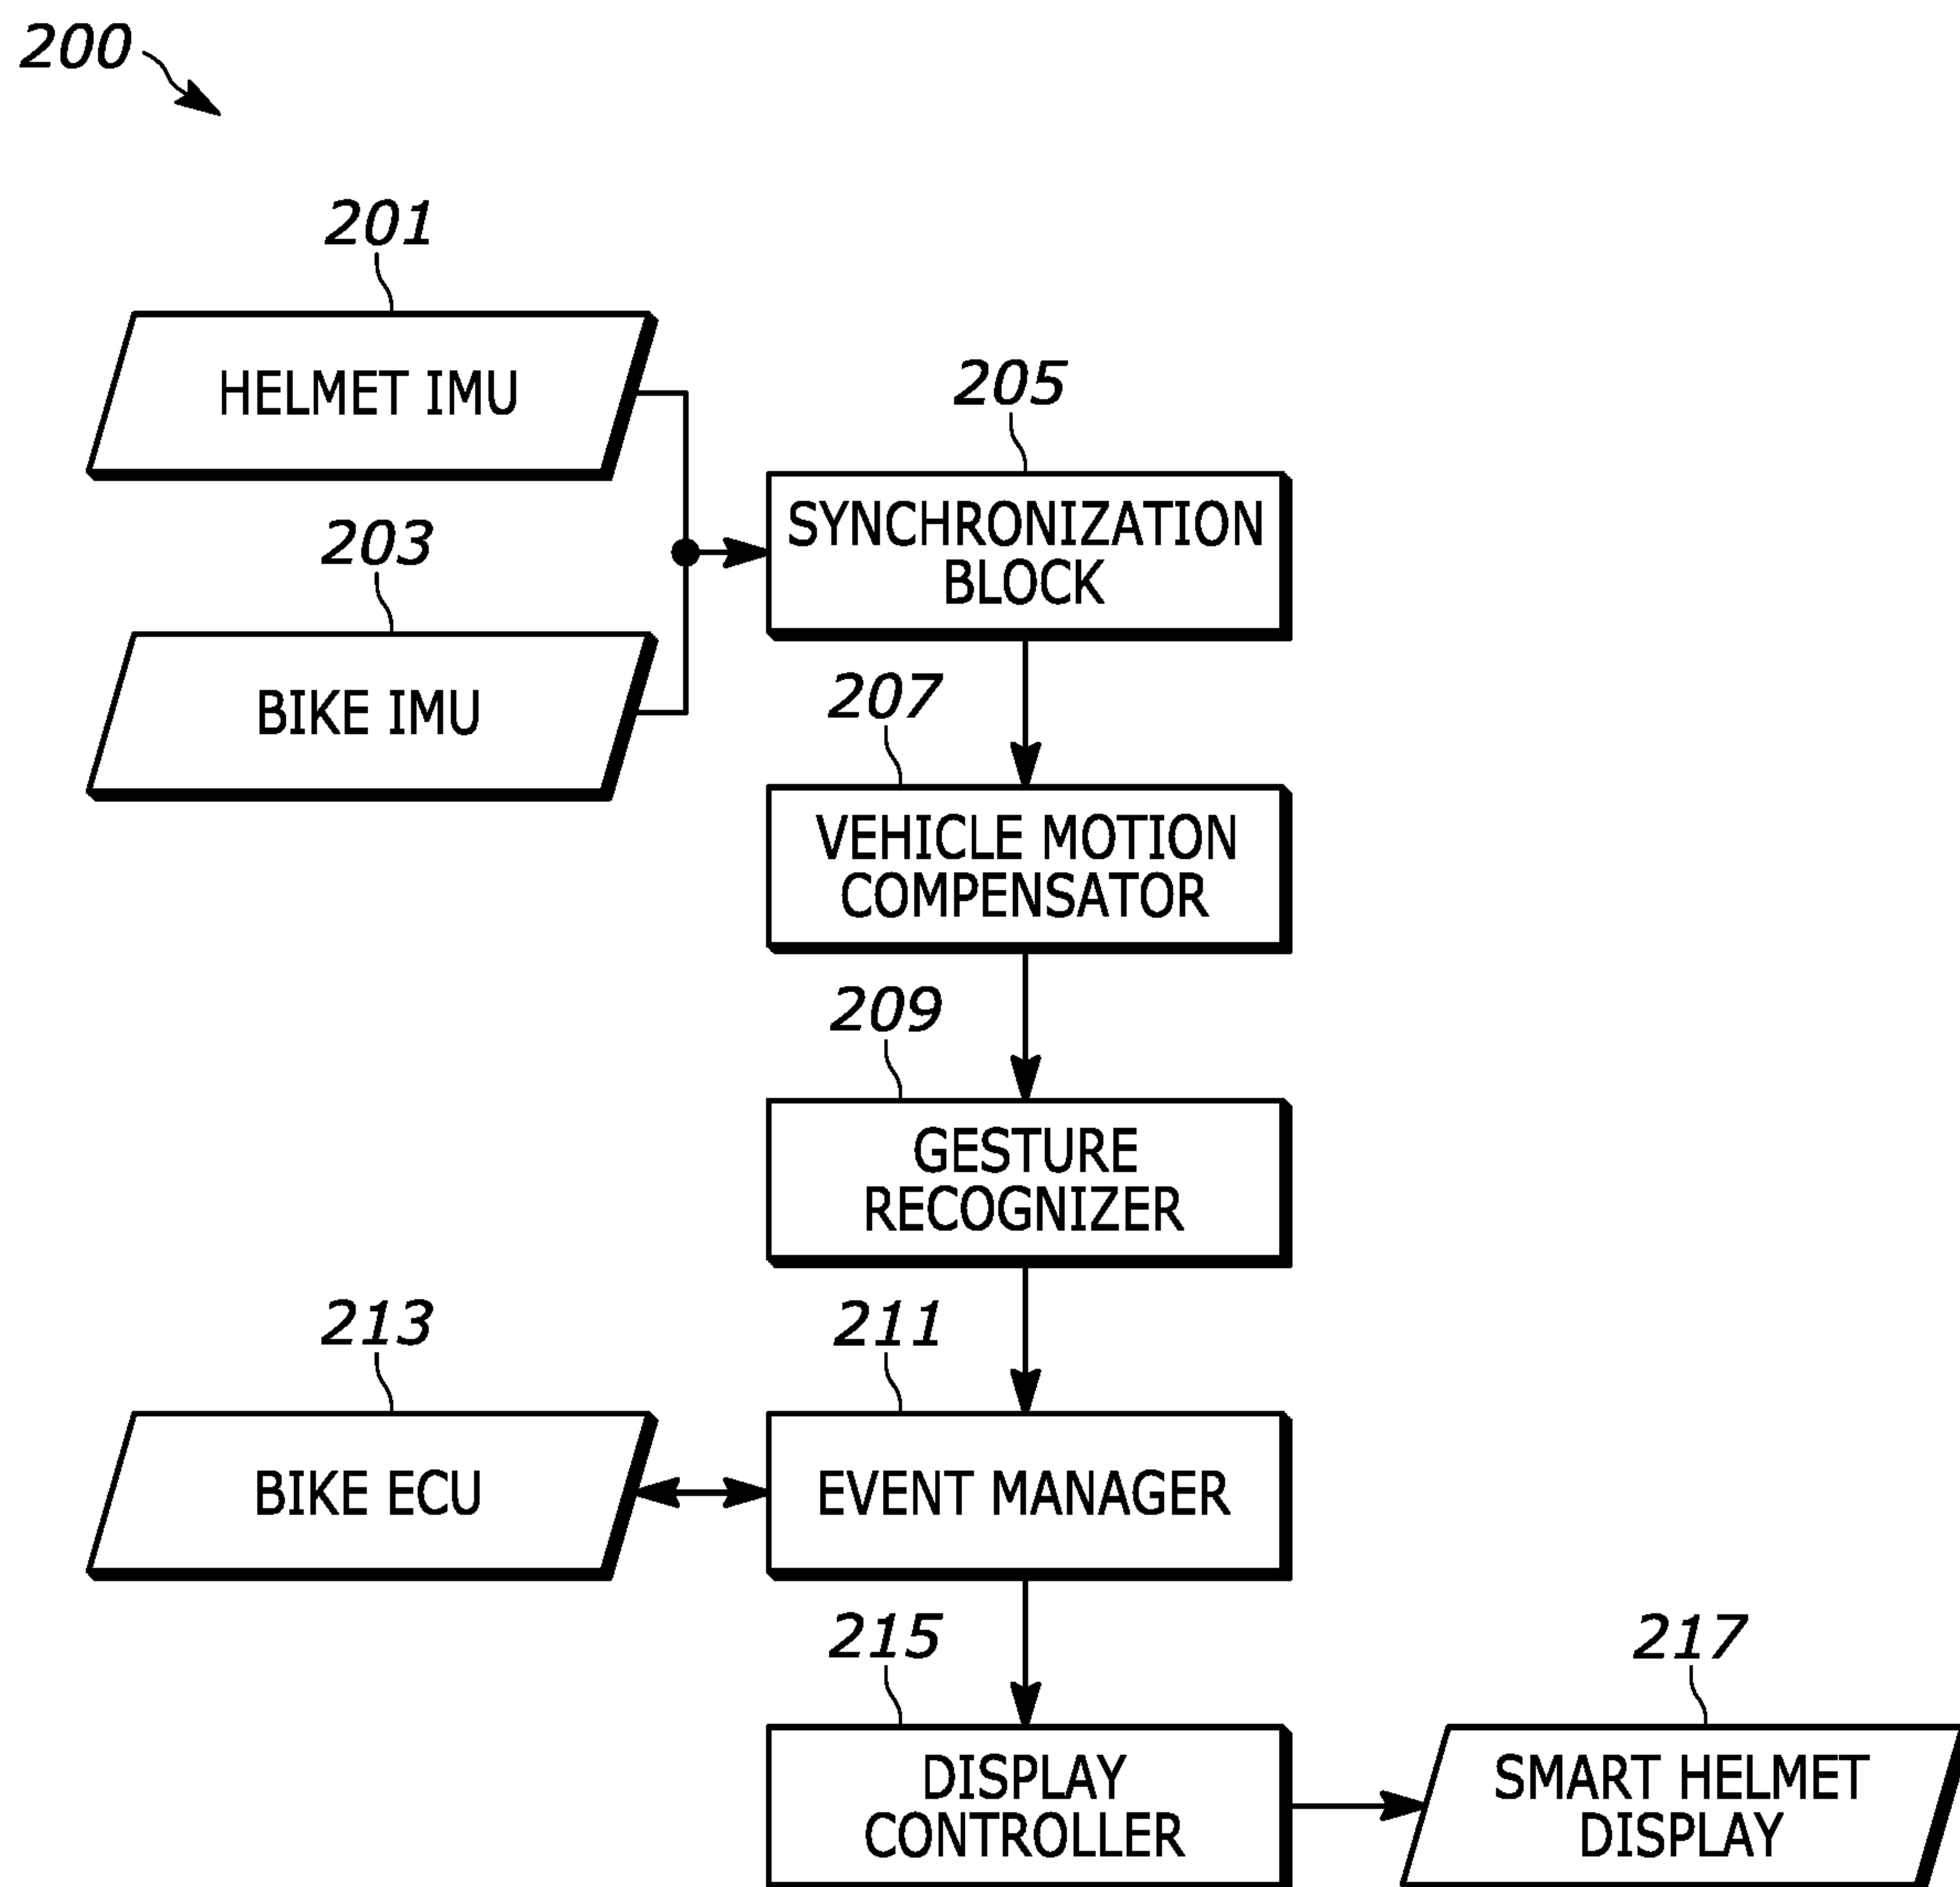 200
201
HELMET IMU
203
BIKE IMU
205
SYNCHRONIZATION
BLOCK
207
VEHICLE MOTION
COMPENSATOR
209
GESTURE
RECOGNIZER
213
BIKE ECU
211
EVENT MANAGER
215
DISPLAY
CONTROLLER
217
SMART HELMET
DISPLAY